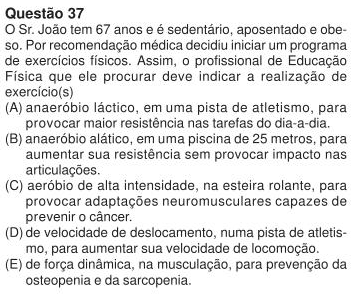 Questão 37
O Sr. João tem 67 anos e é sedentário, aposentado e obe-
so. Por recomendação médica decidiu iniciar um programa
de exercícios físicos. Assim, o profissional de Educação
Física que ele procurar deve indicar a realização de
exercício(s)
(A) anaeróbio láctico, em uma pista de atletismo, para
provocar maior resistência nas tarefas do dia-a-dia.
(B) anaeróbio alático, em uma piscina de 25 metros, para
aumentar sua resistência sem provocar impacto nas
articulações.
(C) aeróbio de alta intensidade, na esteira rolante, para
provocar adaptações neuromusculares capazes de
prevenir o câncer.
(D) de velocidade de deslocamento, numa pista de atletis-
mo, para aumentar sua velocidade de locomoção.
(E) de força dinâmica, na musculação, para prevenção da
osteopenia e da sarcopenia.